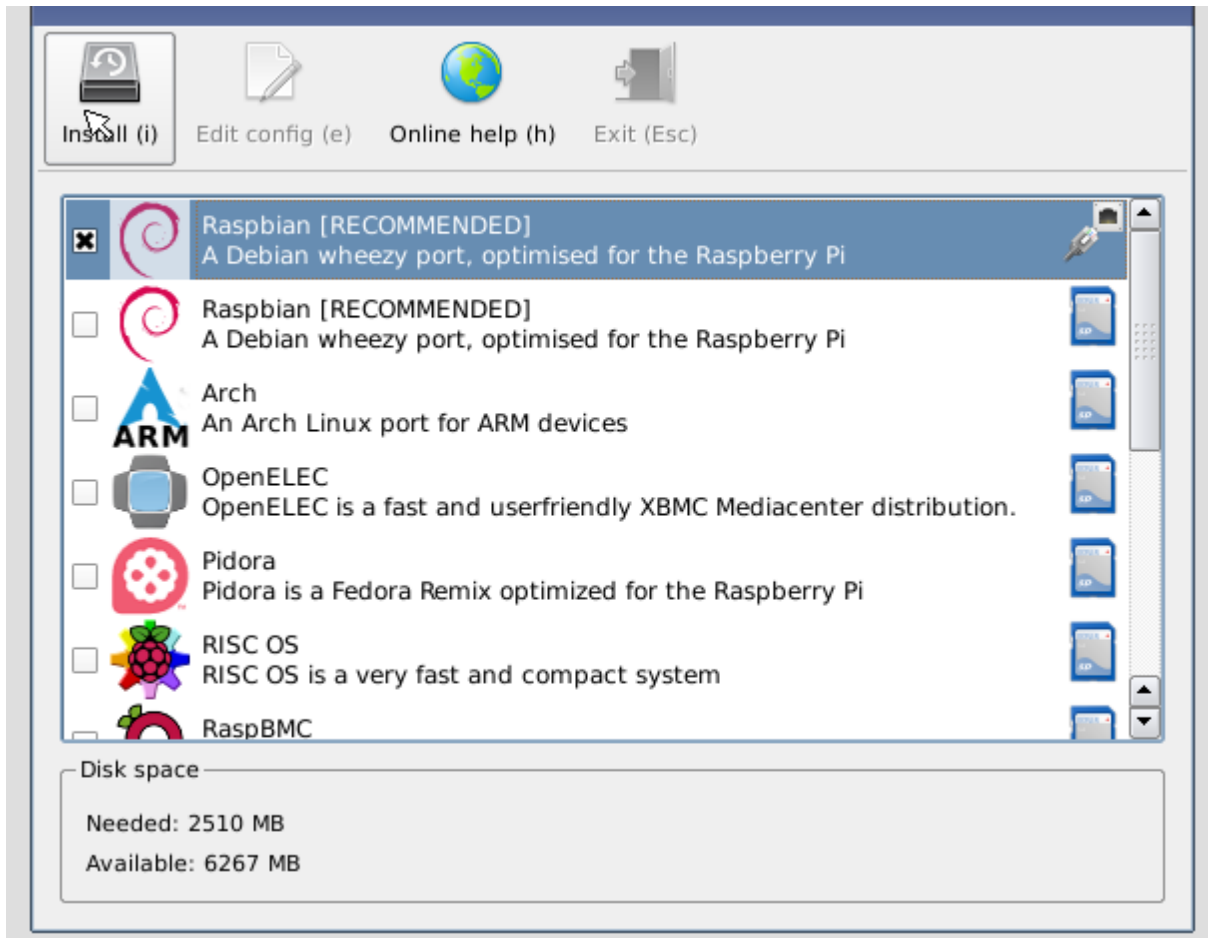 Install (i)
Edit config (e)
Online help (h)
Exit (Esc)
Raspbian [RECOMMENDED]
A Debian wheezy port, optimised for the Raspberry Pi
Raspbian [RECOMMENDED]
A Debian wheezy port, optimised for the Raspberry Pi
ARM
Arch
An Arch Linux port for ARM devices
OpenELEC
OpenELEC is a fast and userfriendly XBMC Mediacenter distribution.
Pidora
Pidora is a Fedora Remix optimized for the Raspberry Pi
RISC OS
RISC OS is a very fast and compact system
RaspBMC
Disk space
Needed: 2510 MB
Available: 6267 MB